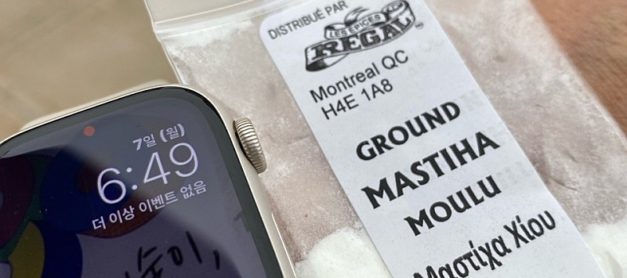 7일 (월)
6:49
더 이상 이벤트 없음
DISTRIBUÉ PAR
LES ÉPICES
REGAL
Montreal QC
H4E 1A8
GROUND
MASTIHA
MOULU
Μαστίχα Χίου